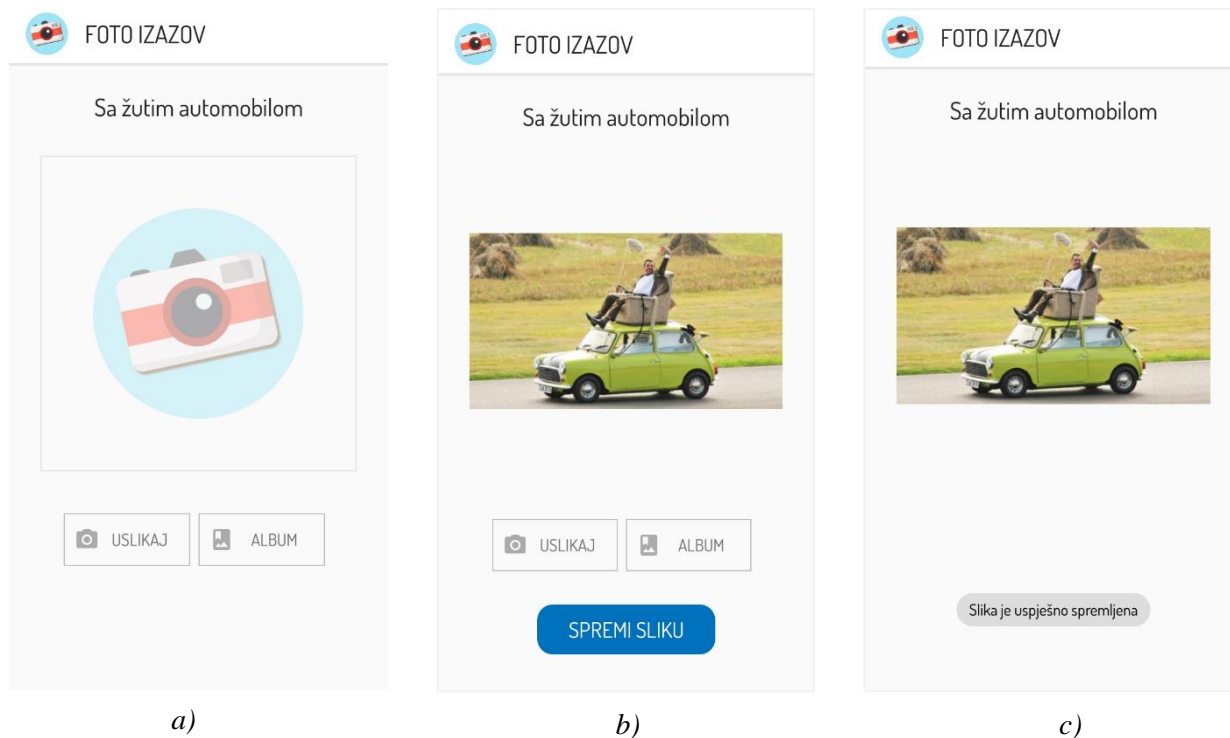 FOTO IZAZOV
Sa žutim automobilom
USLIKAJ
ALBUM
a)
FOTO IZAZOV
Sa žutim automobilom
USLIKAJ
ALBUM
SPREMI SLIKU
b)
FOTO IZAZOV
Sa žutim automobilom
Slika je uspješno spremljena
c)